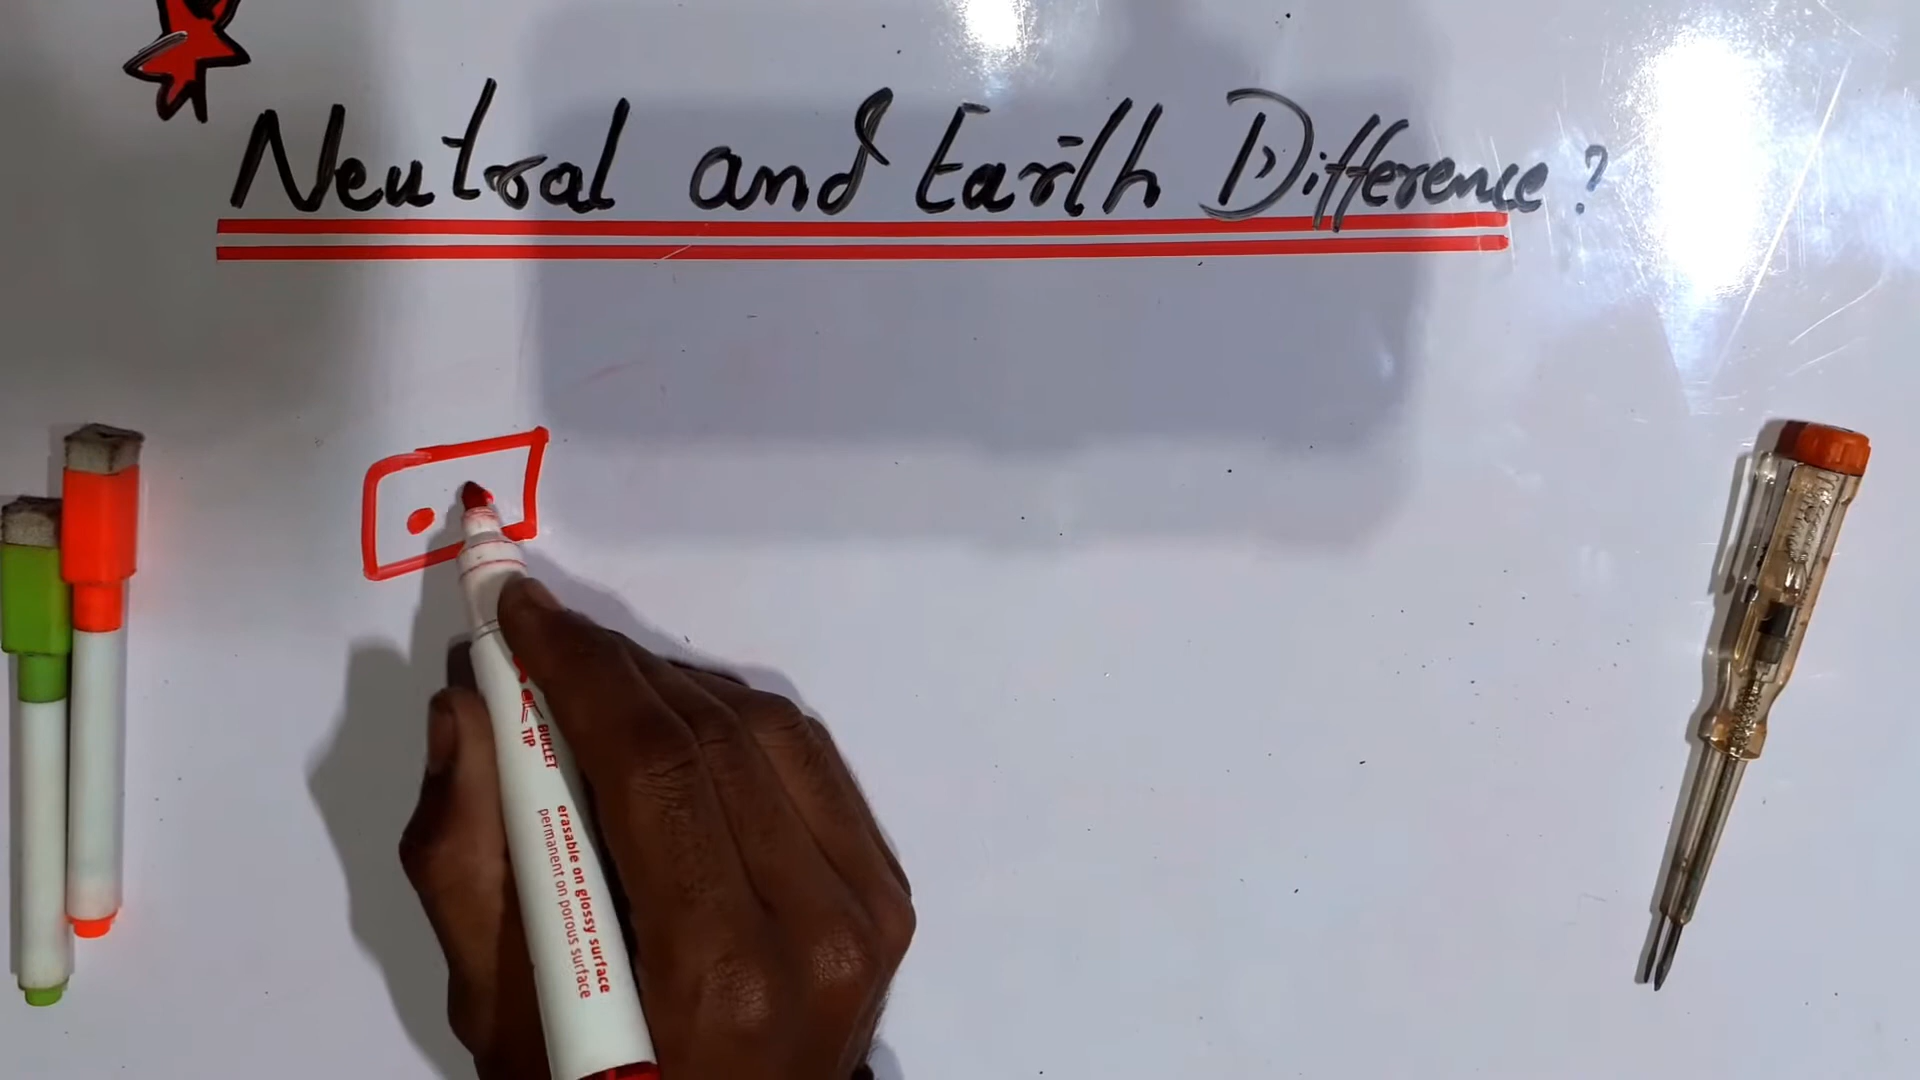 Neutral and Earth Difference?
BULLET
TIP
erasable on glossy surface
permanent on porous surface